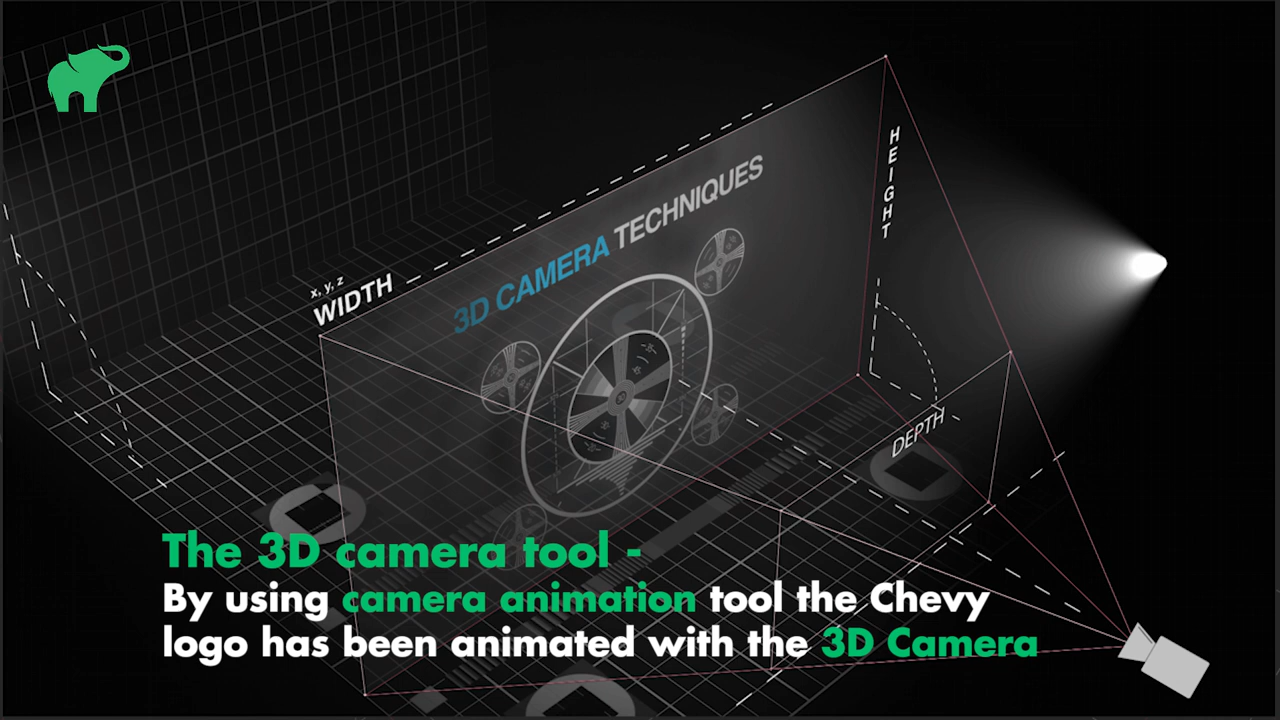 3D CAMERA TECHNIQUES
HEIGHT
x, y, z
WIDTH
DEPTH
The 3D camera tool -
By using camera animation tool the Chevy
logo has been animated with the 3D Camera